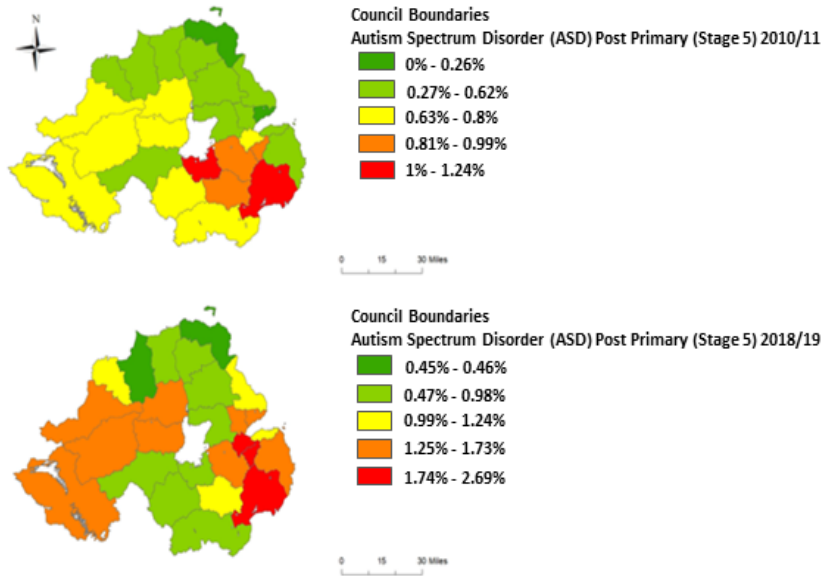 N
Council Boundaries
Autism Spectrum Disorder (ASD) Post Primary (Stage 5) 2010/11
0% - 0.26%
0.27% - 0.62%
0.63% - 0.8%
0.81% - 0.99%
1% - 1.24%
0 15 30 Miles
Council Boundaries
Autism Spectrum Disorder (ASD) Post Primary (Stage 5) 2018/19
0.45% - 0.46%
0.47% - 0.98%
0.99% - 1.24%
1.25% - 1.73%
1.74% - 2.69%
0 15 30 Miles